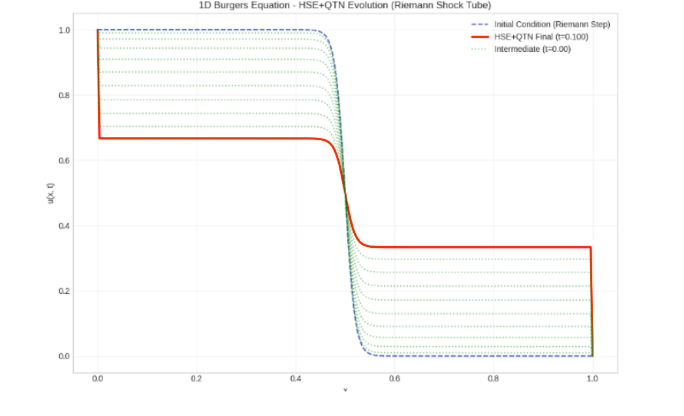 1D Burgers Equation - HSE+QTN Evolution (Riemann Shock Tube)
Initial Condition (Riemann Step)
HSE+QTN Final (t=0.100)
Intermediate (t=0.00)
1.0
0.8
0.6
0.4
0.2
0.0
u(x, t)
0.0 0.2 0.4 0.6 0.8 1.0